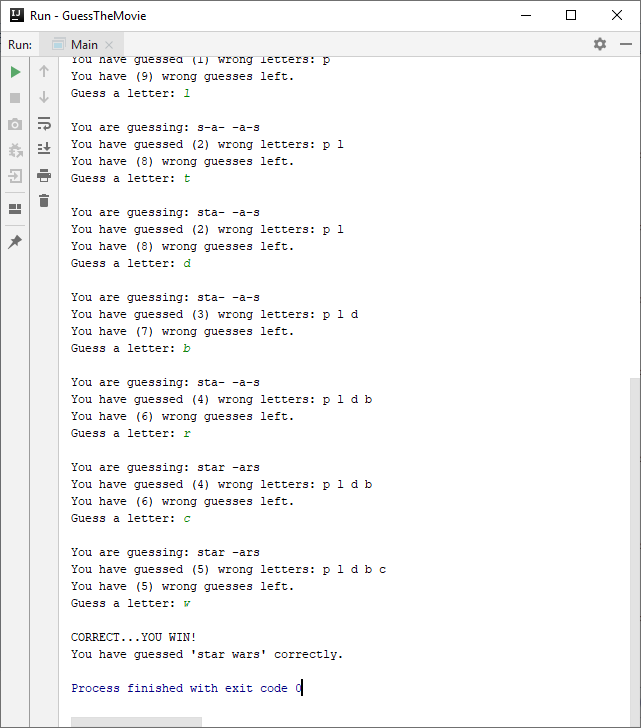 Run - GuessTheMovie
Run: Main
You have guessed (1) wrong letters: p
You have (9) wrong guesses left.
Guess a letter: l
You are guessing: s-a- -a-s
You have guessed (2) wrong letters: p l
You have (8) wrong guesses left.
Guess a letter: t
You are guessing: sta- -a-s
You have guessed (2) wrong letters: p l
You have (8) wrong guesses left.
Guess a letter: d
You are guessing: sta- -a-s
You have guessed (3) wrong letters: p l d
You have (7) wrong guesses left.
Guess a letter: b
You are guessing: sta- -a-s
You have guessed (4) wrong letters: p l d b
You have (6) wrong guesses left.
Guess a letter: r
You are guessing: star -ars
You have guessed (4) wrong letters: p l d b
You have (6) wrong guesses left.
Guess a letter: c
You are guessing: star -ars
You have guessed (5) wrong letters: p l d b c
You have (5) wrong guesses left.
Guess a letter: w
CORRECT...YOU WIN!
You have guessed 'star wars' correctly.
Process finished with exit code 0